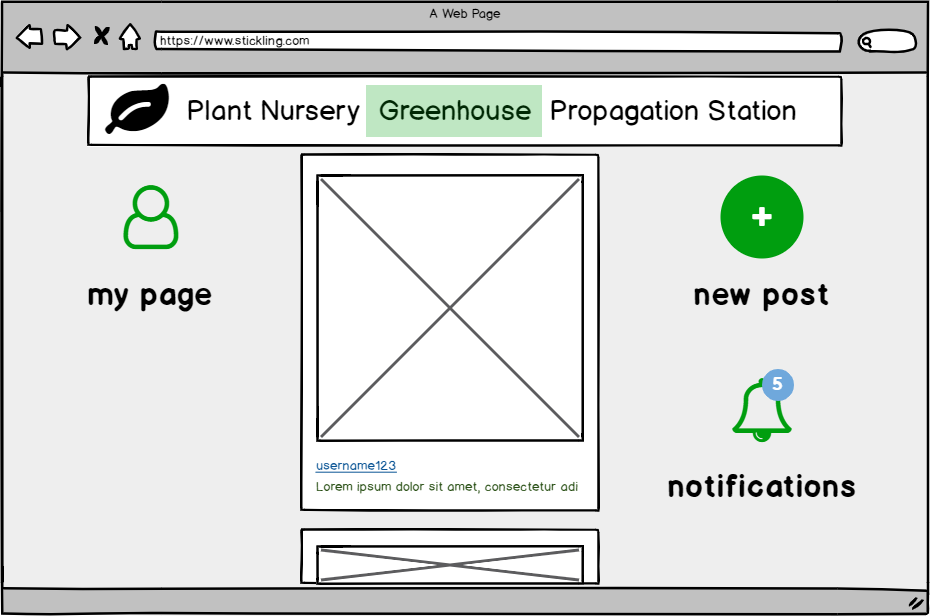 A Web Page
https://www.stickling.com
Plant Nursery Greenhouse Propagation Station
my page
+
new post
5
notifications
username123
Lorem ipsum dolor sit amet, consectetur adi